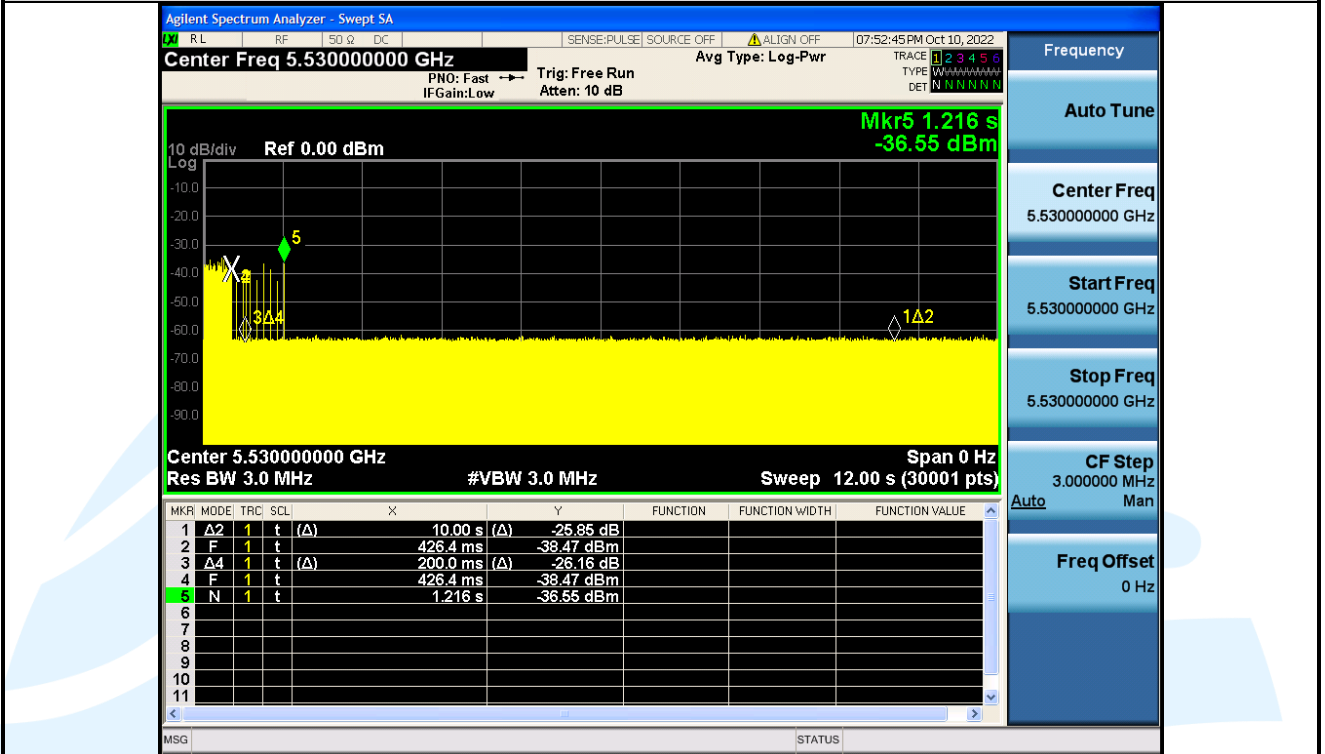 Agilent Spectrum Analyzer - Swept SA
LXI RL RF 50 Ω DC SENSE:PULSE SOURCE OFF ALIGN OFF 07:52:45 PM Oct 10, 2022
Center Freq 5.530000000 GHz
PNO: Fast
IFGain:Low
Trig: Free Run
Atten: 10 dB
Avg Type: Log-Pwr
TRACE 1 2 3 4 5 6
TYPE WWWWWW
DET N N N N N N
Mkr5 1.216 s
-36.55 dBm
10 dB/div Ref 0.00 dBm
Log
-10.0
-20.0
-30.0
-40.0
-50.0
-60.0
-70.0
-80.0
-90.0
5
3Δ4
1Δ2
Center 5.530000000 GHz Span 0 Hz
Res BW 3.0 MHz #VBW 3.0 MHz Sweep 12.00 s (30001 pts)
MKR MODE TRC SCL X Y FUNCTION FUNCTION WIDTH FUNCTION VALUE
1 Δ2 1 t (Δ) 10.00 s (Δ) -25.85 dB
2 F 1 t 426.4 ms -38.47 dBm
3 Δ4 1 t (Δ) 200.0 ms (Δ) -26.16 dB
4 F 1 t 426.4 ms -38.47 dBm
5 N 1 t 1.216 s -36.55 dBm
6
7
8
9
10
11
MSG STATUS
Frequency
Auto Tune
Center Freq
5.530000000 GHz
Start Freq
5.530000000 GHz
Stop Freq
5.530000000 GHz
CF Step
3.000000 MHz
Auto Man
Freq Offset
0 Hz